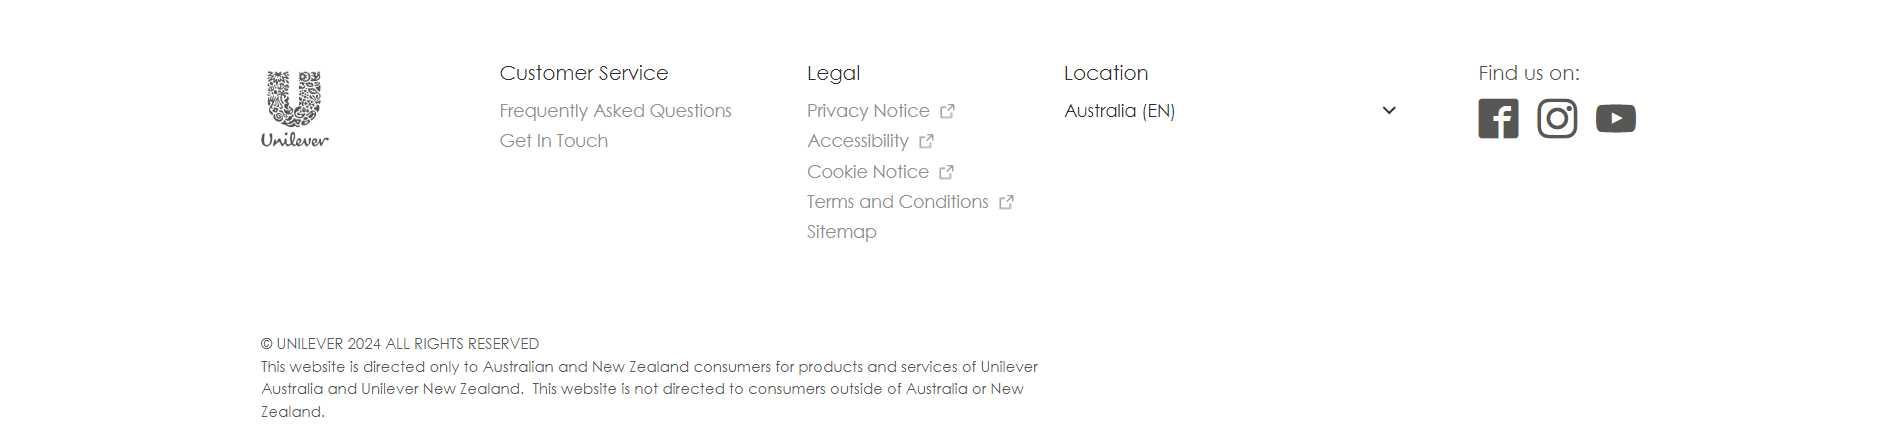 Unilever
Customer Service
Frequently Asked Questions
Get In Touch
Legal
Privacy Notice
Accessibility
Cookie Notice
Terms and Conditions
Sitemap
Location
Australia (EN)
Find us on:
© UNILEVER 2024 ALL RIGHTS RESERVED
This website is directed only to Australian and New Zealand consumers for products and services of Unilever
Australia and Unilever New Zealand.  This website is not directed to consumers outside of Australia or New
Zealand.